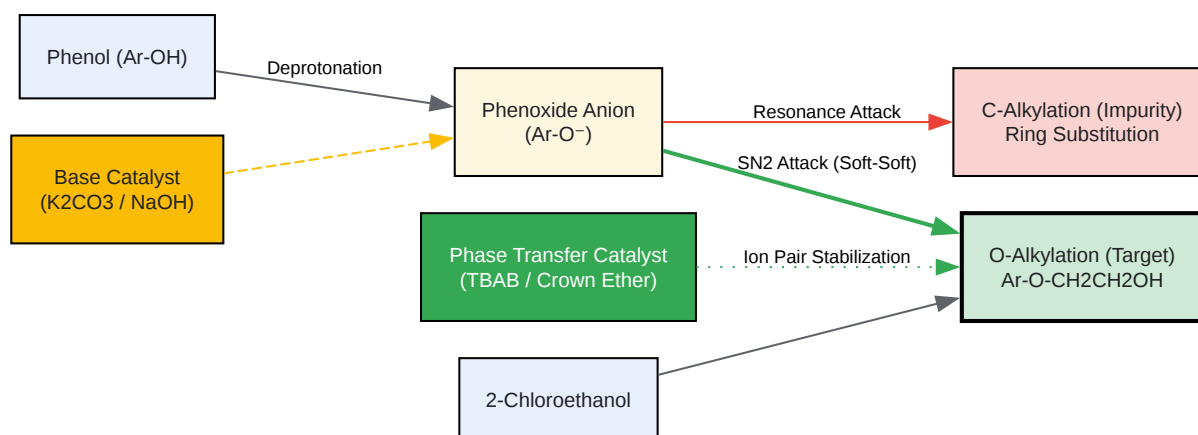 Phenol (Ar-OH)
Deprotonation
Base Catalyst
(K2CO3 / NaOH)
Phenoxide Anion
(Ar-O⁻)
Resonance Attack
C-Alkylation (Impurity)
Ring Substitution
SN2 Attack (Soft-Soft)
Phase Transfer Catalyst
(TBAB / Crown Ether)
Ion Pair Stabilization
O-Alkylation (Target)
Ar-O-CH2CH2OH
2-Chloroethanol